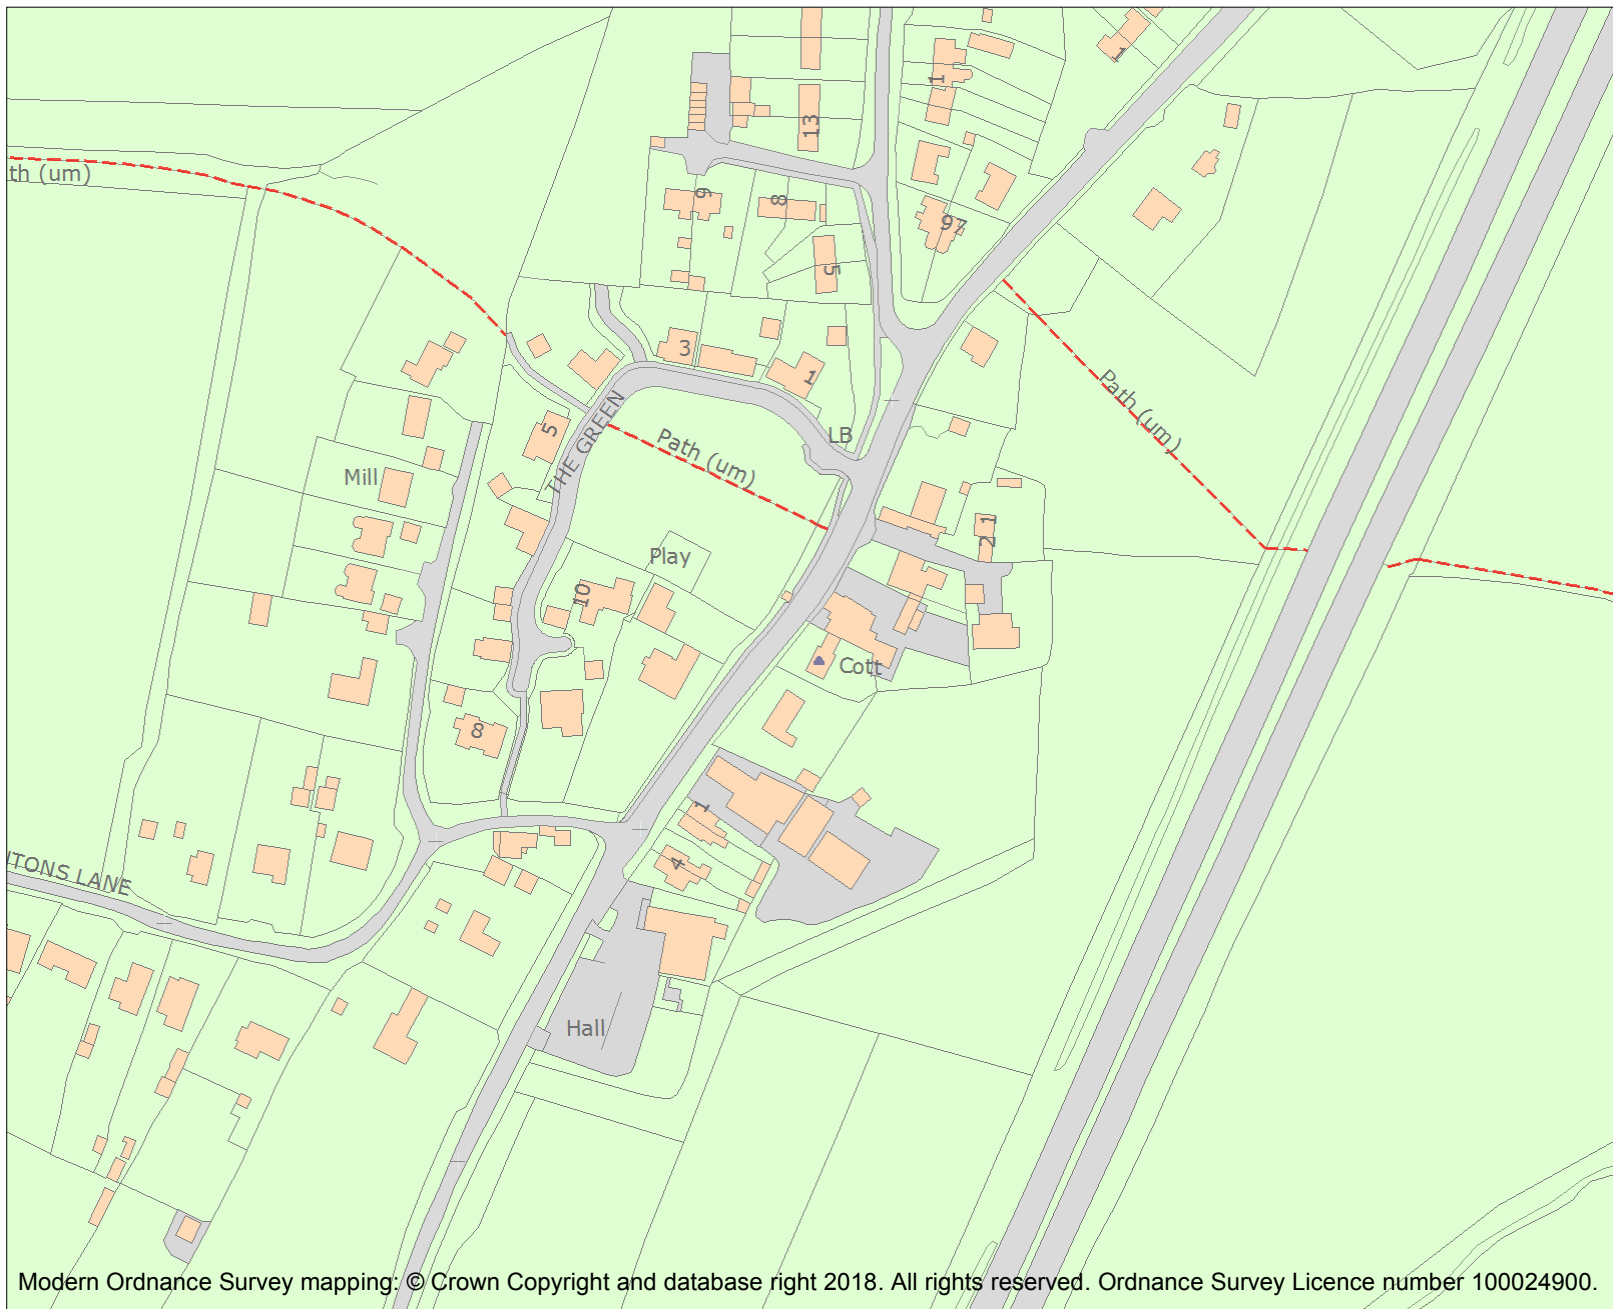 1
1
13
th (um)
6
8
97
5
3
1
Path (um)
THE GREEN
5
LB
Path (um)
Mill
2 1
Play
10
Cott
8
1
4
ITONS LANE
Hall
Modern Ordnance Survey mapping: © Crown Copyright and database right 2018. All rights reserved. Ordnance Survey Licence number 100024900.